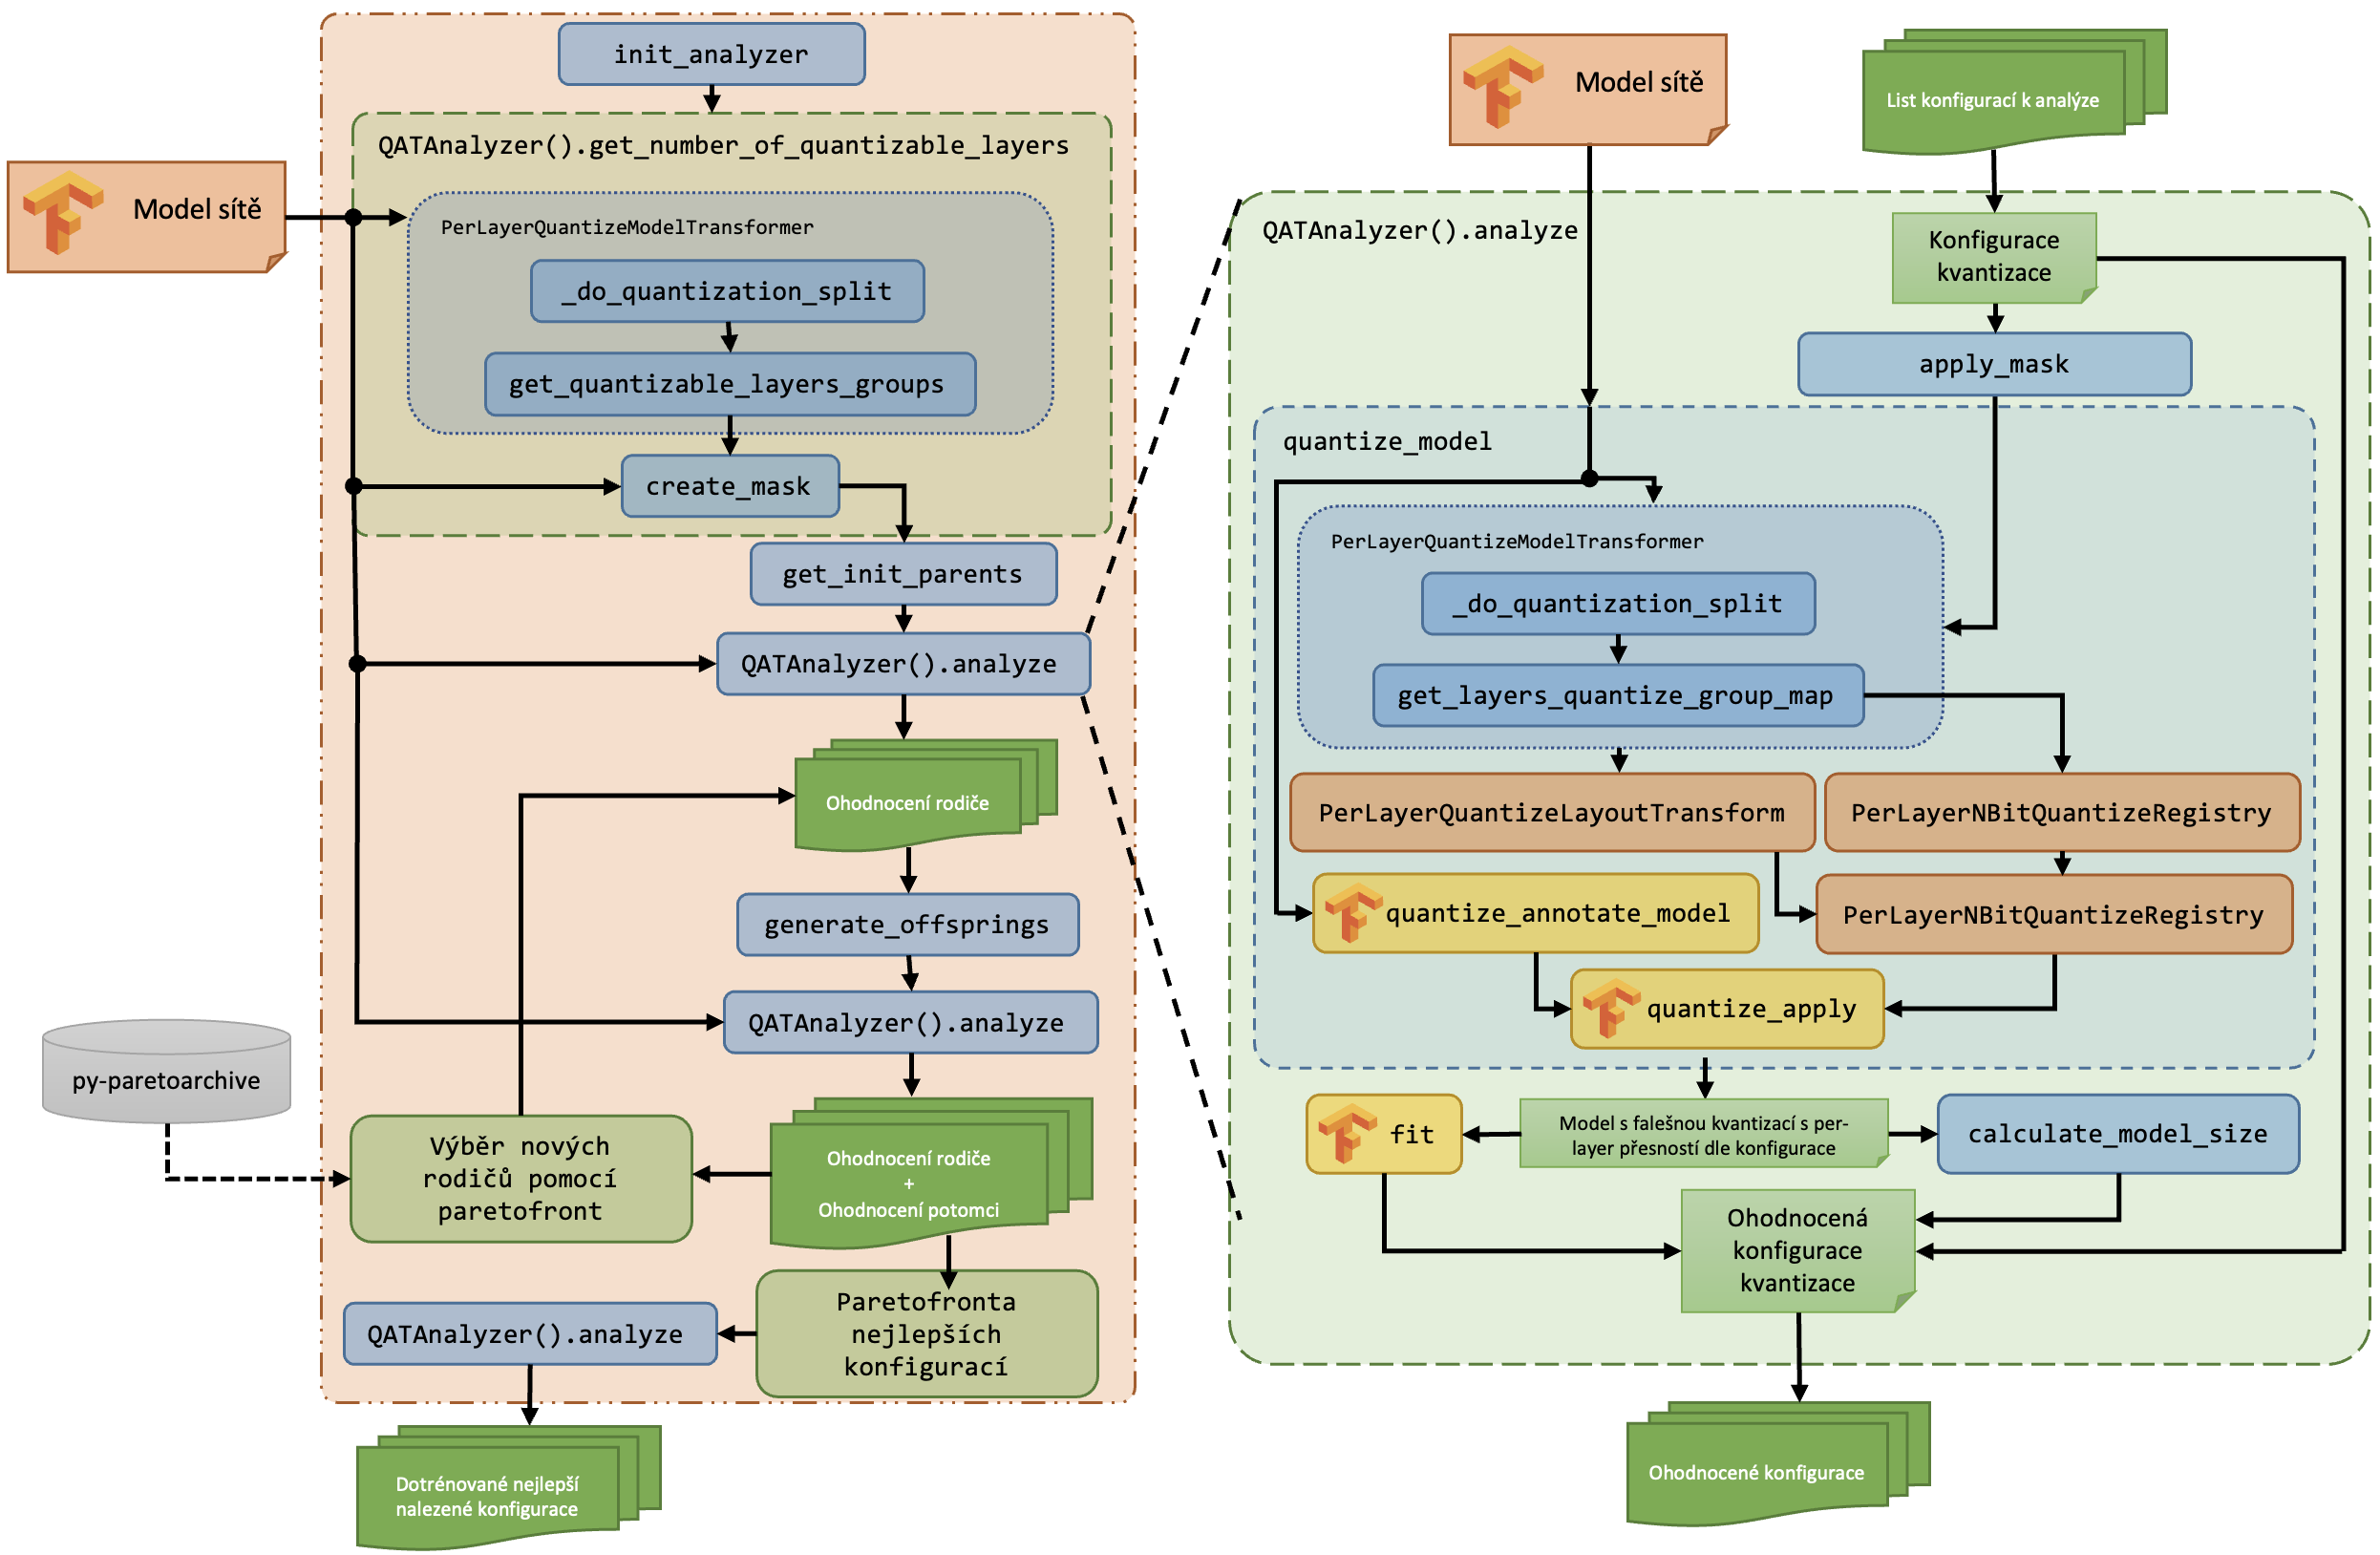 init_analyzer
QATAnalyzer().get_number_of_quantizable_layers
Model sítě
PerLayerQuantizeModelTransformer
_do_quantization_split
get_quantizable_layers_groups
create_mask
get_init_parents
QATAnalyzer().analyze
Ohodnocení rodiče
generate_offsprings
QATAnalyzer().analyze
py-paretoarchive
Výběr nových
rodičů pomocí
paretofront
Ohodnocení rodiče
+
Ohodnocení potomci
Paretofronta
nejlepších
konfigurací
QATAnalyzer().analyze
Dotrénované nejlepší
nalezené konfigurace
Model sítě
List konfigurací k analýze
QATAnalyzer().analyze
Konfigurace
kvantizace
apply_mask
quantize_model
PerLayerQuantizeModelTransformer
_do_quantization_split
get_layers_quantize_group_map
PerLayerQuantizeLayoutTransform
PerLayerNBitQuantizeRegistry
quantize_annotate_model
PerLayerNBitQuantizeRegistry
quantize_apply
fit
Model s falešnou kvantizací s per-
layer přesností dle konfigurace
calculate_model_size
Ohodnocená
konfigurace
kvantizace
Ohodnocené konfigurace